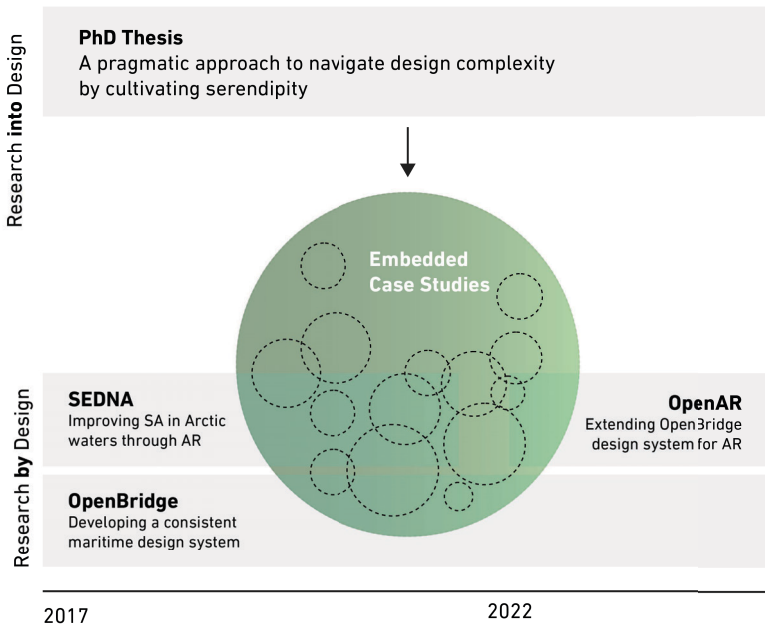 PhD Thesis
A pragmatic approach to navigate design complexity
by cultivating serendipity
Research into Design
Embedded
Case Studies
SEDNA
Improving SA in Arctic
waters through AR
OpenAR
Extending OpenBridge
design system for AR
Research by Design
OpenBridge
Developing a consistent
maritime design system
2017
2022